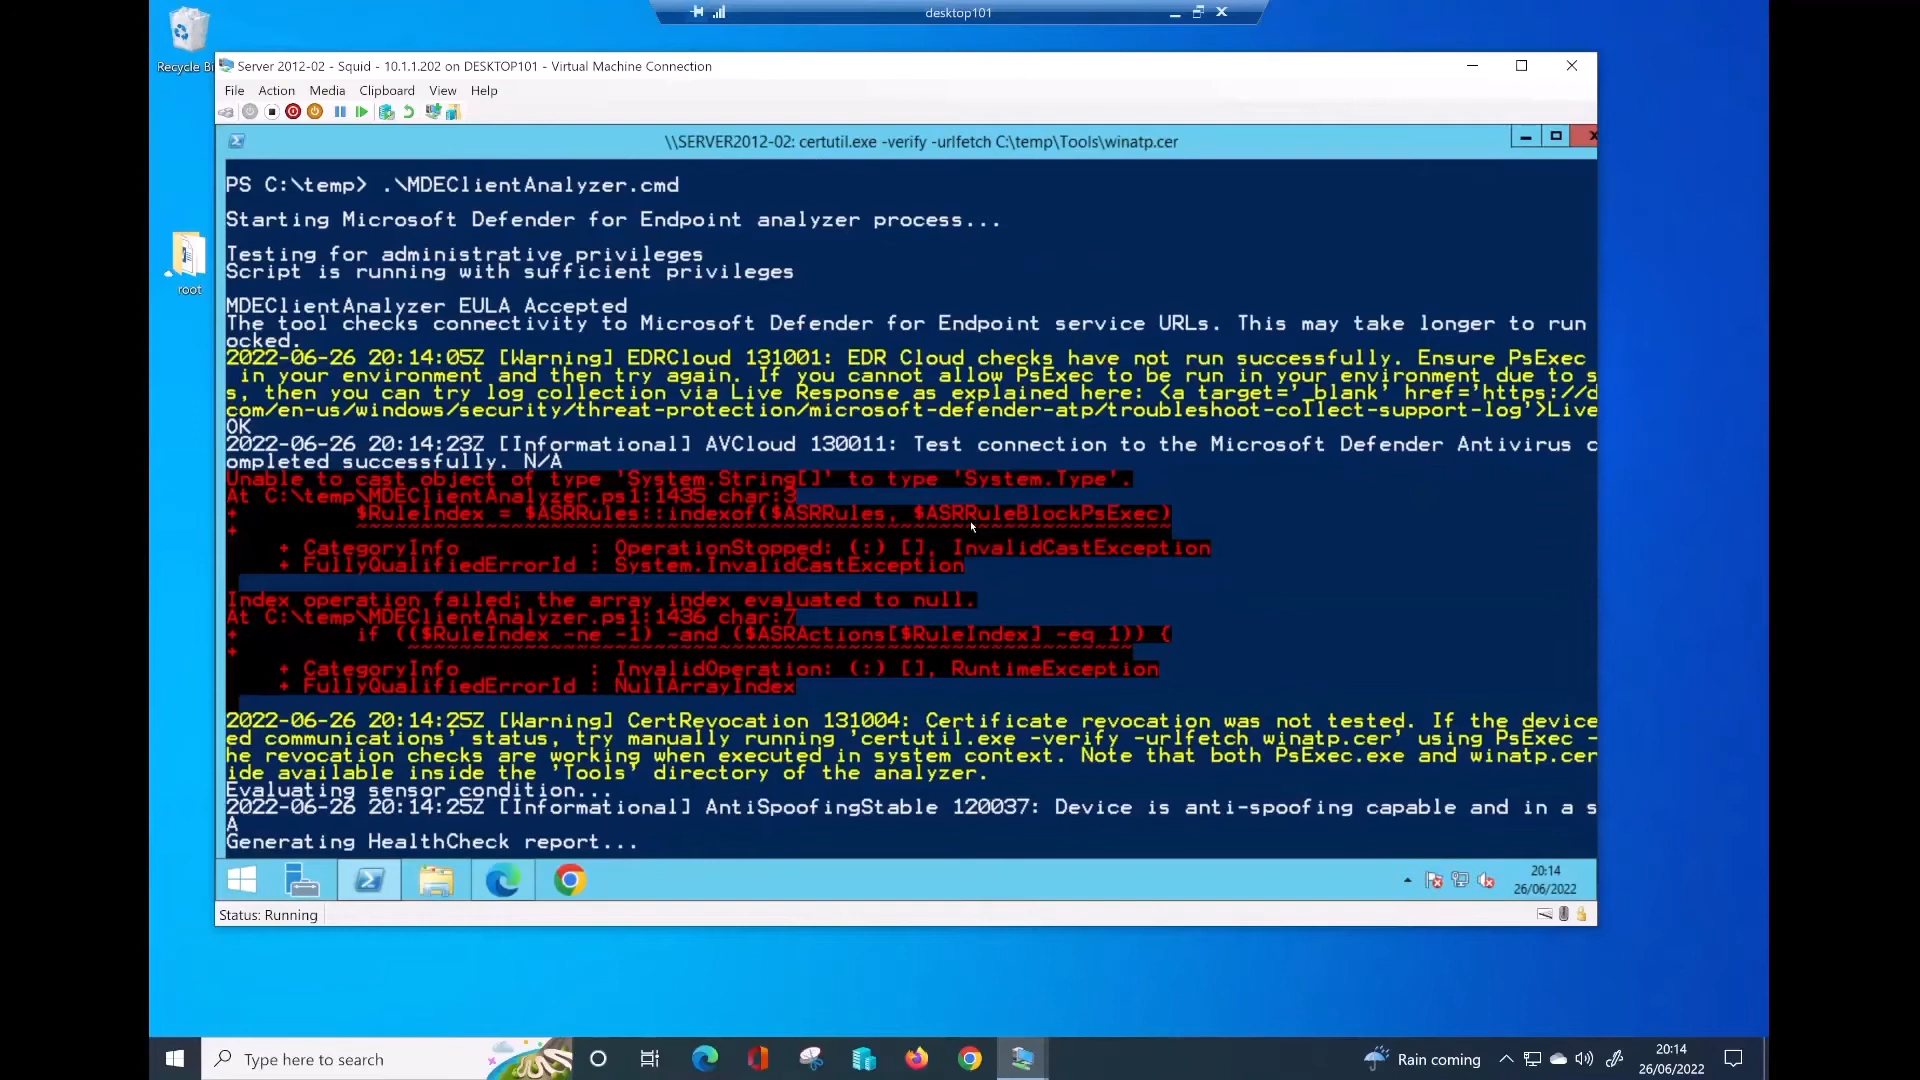 desktop101
Recycle Bi
Server 2012-02 - Squid - 10.1.1.202 on DESKTOP101 - Virtual Machine Connection
File Action Media Clipboard View Help
\\SERVER2012-02: certutil.exe -verify -urlfetch C:\temp\Tools\winatp.cer
PS C:\temp> .\MDEClientAnalyzer.cmd
Starting Microsoft Defender for Endpoint analyzer process...
Testing for administrative privileges
Script is running with sufficient privileges
root
MDEClientAnalyzer EULA Accepted
The tool checks connectivity to Microsoft Defender for Endpoint service URLs. This may take longer to run
ocked.
2022-06-26 20:14:05Z [Warning] EDRCloud 131001: EDR Cloud checks have not run successfully. Ensure PsExec
in your environment and then try again. If you cannot allow PsExec to be run in your environment due to s
s, then you can try log collection via Live Response as explained here: <a target='_blank' href='https://d
com/en-us/windows/security/threat-protection/microsoft-defender-atp/troubleshoot-collect-support-log'>Live
OK
2022-06-26 20:14:23Z [Informational] AVCloud 130011: Test connection to the Microsoft Defender Antivirus c
ompleted successfully. N/A
Unable to cast object of type 'System.String[]' to type 'System.Type'.
At C:\temp\MDEClientAnalyzer.ps1:1435 char:3
+ $RuleIndex = $ASRRules::indexof($ASRRules, $ASRRuleBlockPsExec)
+ ~~~~~~~~~~~~~~~~~~~~~~~~~~~~~~~~~~~~~~~~~~~~~~~~~~~~~~~~~~~~~~~
+ CategoryInfo : OperationStopped: (:) [], InvalidCastException
+ FullyQualifiedErrorId : System.InvalidCastException
Index operation failed; the array index evaluated to null.
At C:\temp\MDEClientAnalyzer.ps1:1436 char:7
+ if (($RuleIndex -ne -1) -and ($ASRActions[$RuleIndex] -eq 1)) {
+ ~~~~~~~~~~~~~~~~~~~~~~~~~~~~~~~~~~~~~~~~~~~~~~~~~~~~~~~~
+ CategoryInfo : InvalidOperation: (:) [], RuntimeException
+ FullyQualifiedErrorId : NullArrayIndex
2022-06-26 20:14:25Z [Warning] CertRevocation 131004: Certificate revocation was not tested. If the device
ed communications' status, try manually running 'certutil.exe -verify -urlfetch winatp.cer' using PsExec -
he revocation checks are working when executed in system context. Note that both PsExec.exe and winatp.cer
ide available inside the 'Tools' directory of the analyzer.
Evaluating sensor condition...
2022-06-26 20:14:25Z [Informational] AntiSpoofingStable 120037: Device is anti-spoofing capable and in a s
A
Generating HealthCheck report...
20:14
26/06/2022
Status: Running
Type here to search
Rain coming
20:14
26/06/2022